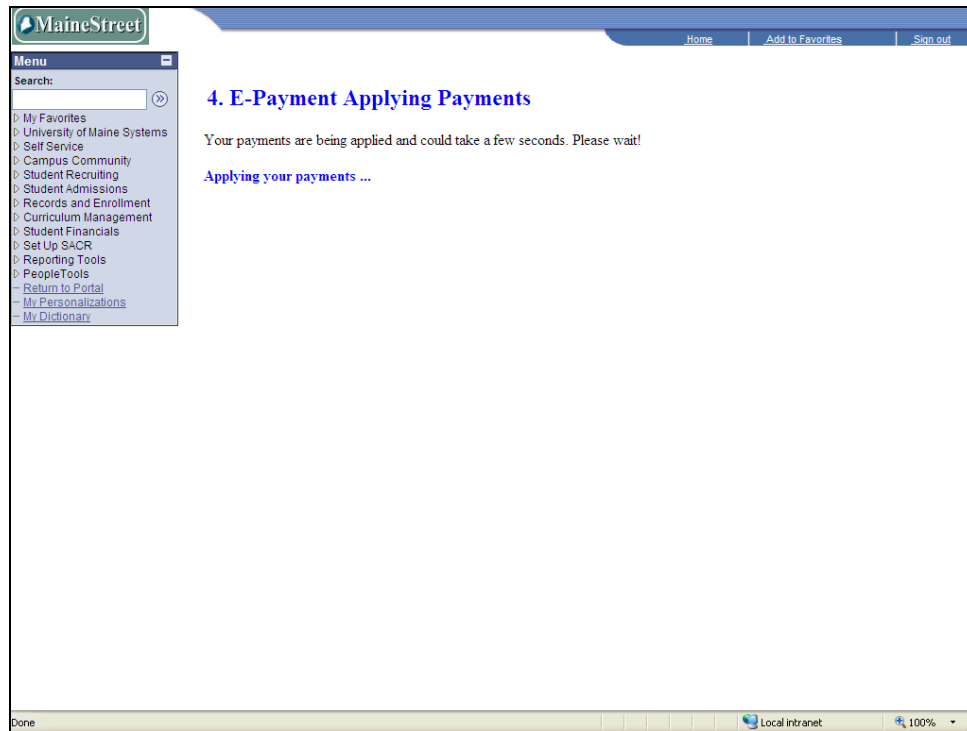 MaineStreet
Home
Add to Favorites
Sign out
Menu
Search:
My Favorites
University of Maine Systems
Self Service
Campus Community
Student Recruiting
Student Admissions
Records and Enrollment
Curriculum Management
Student Financials
Set Up SACR
Reporting Tools
PeopleTools
Return to Portal
My Personalizations
My Dictionary
4. E-Payment Applying Payments
Your payments are being applied and could take a few seconds. Please wait!
Applying your payments ...
Done
Local intranet
100%